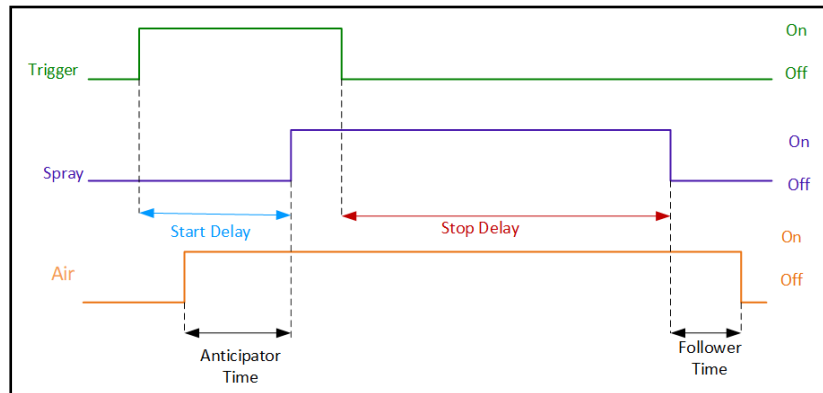 On
Trigger
Off
On
Spray
Off
Start Delay
Stop Delay
On
Air
Off
Anticipator
Time
Follower
Time